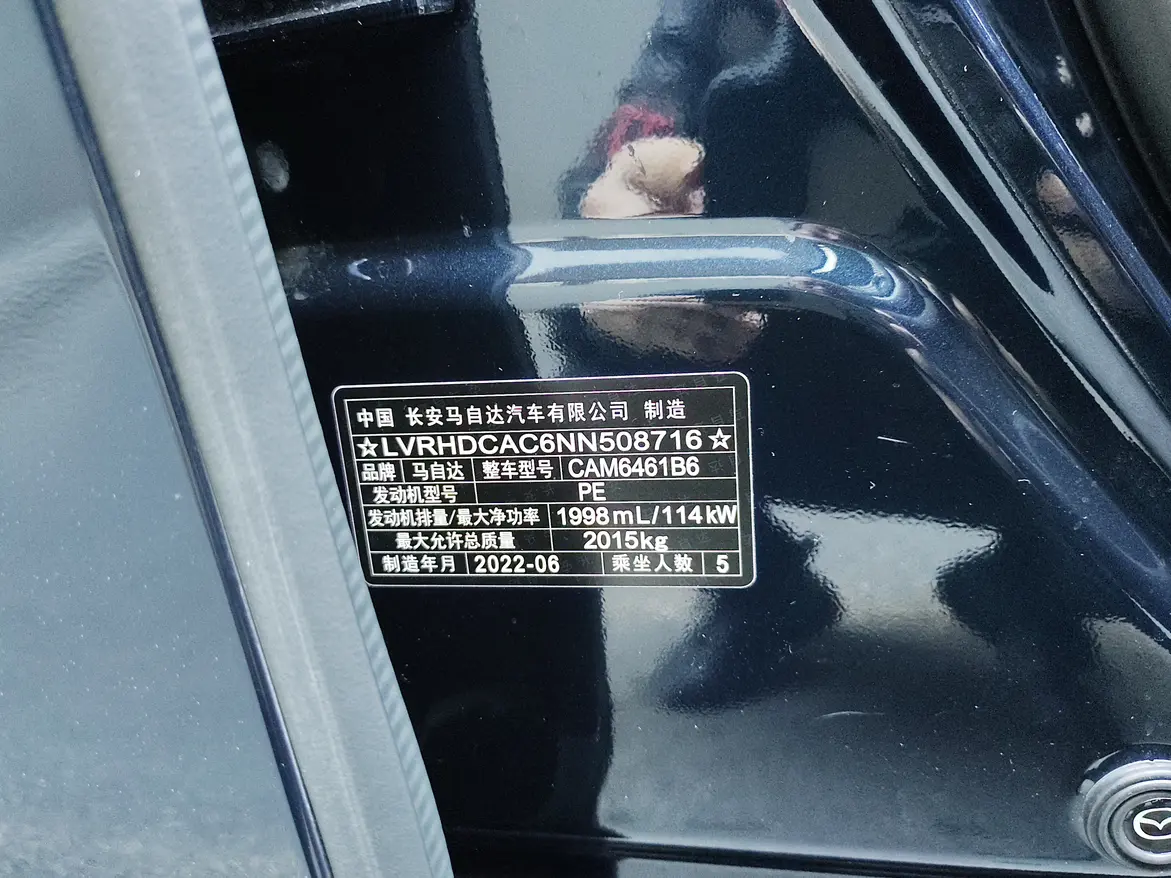 中国 长安马自达汽车有限公司 制造
☆LVRHDCAC6NN508716☆
品牌 马自达 整车型号 CAM6461B6
发动机型号 PE
发动机排量/最大净功率 1998mL/114kW
最大允许总质量 2015kg
制造年月 2022-06 乘坐人数 5